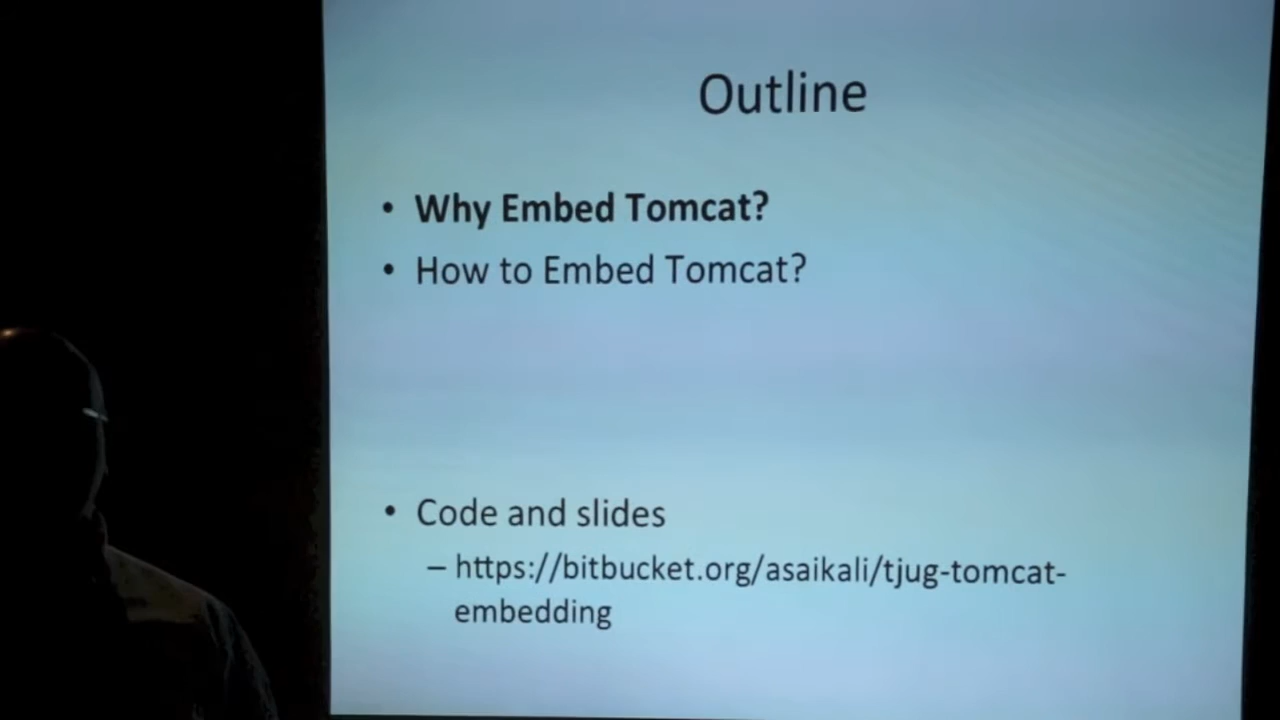 Outline
• Why Embed Tomcat?
• How to Embed Tomcat?
• Code and slides
– https://bitbucket.org/asaikali/tjug-tomcat-
embedding